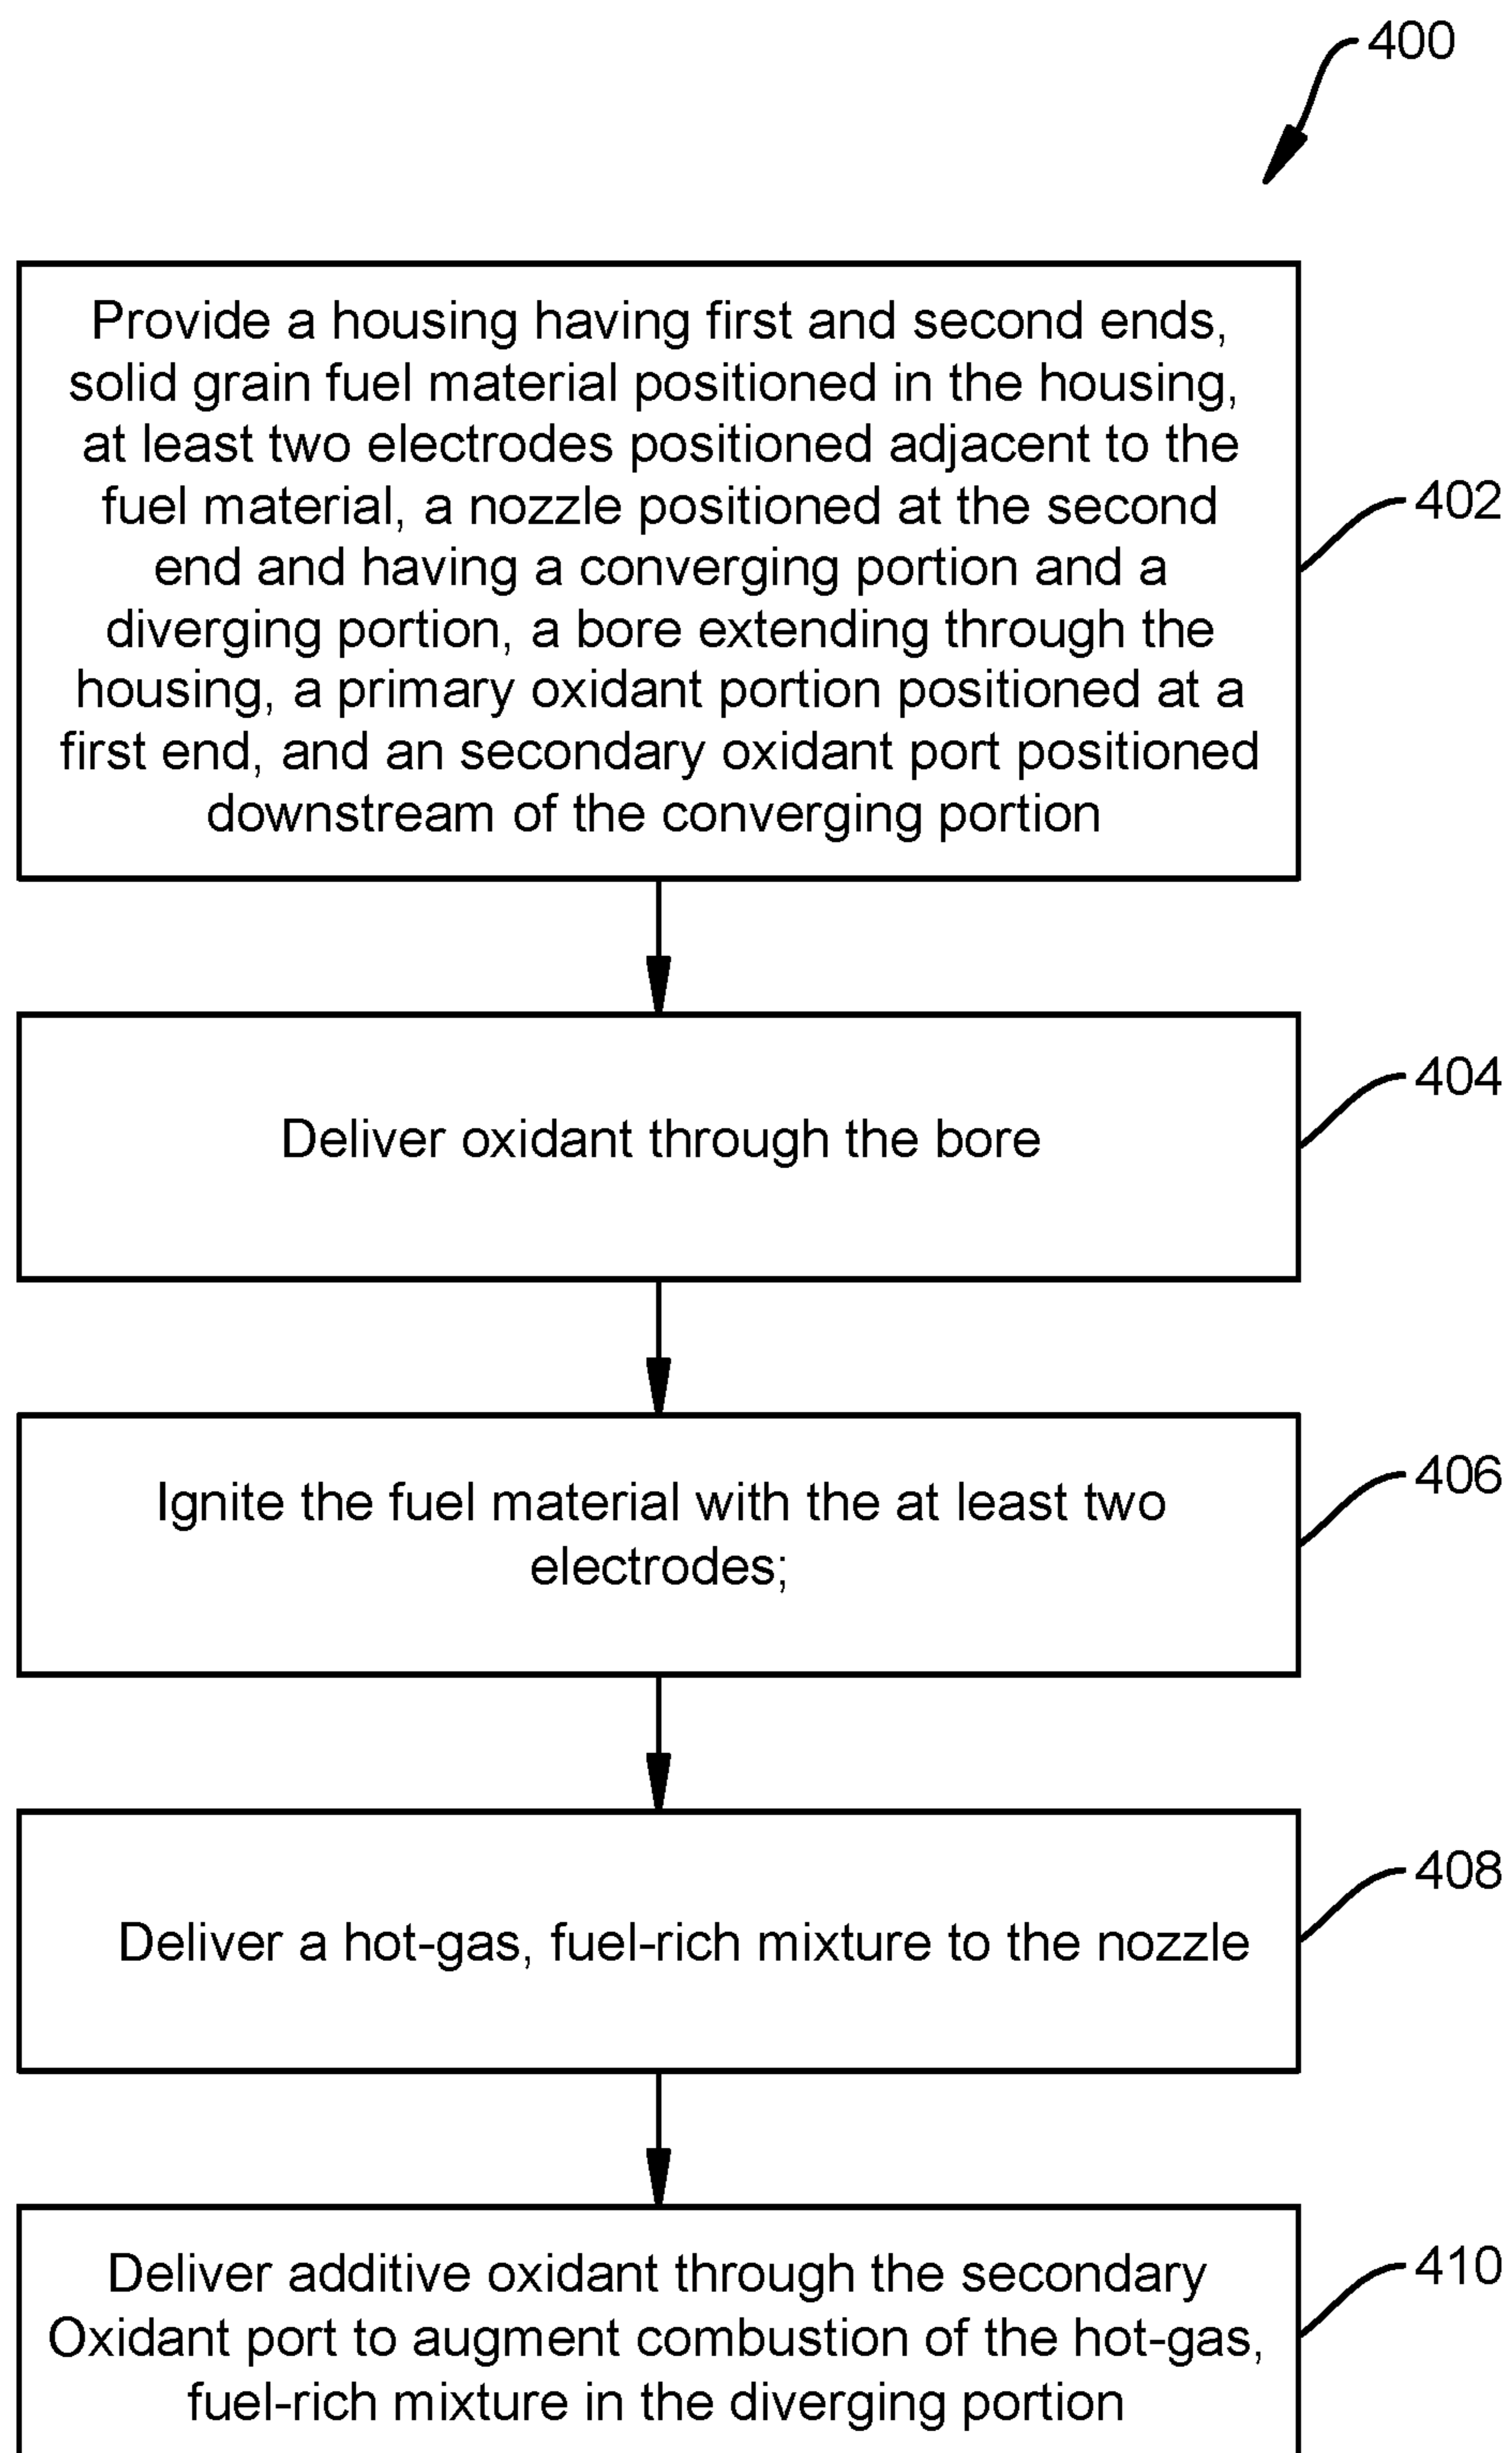 400
Provide a housing having first and second ends,
solid grain fuel material positioned in the housing,
at least two electrodes positioned adjacent to the
fuel material, a nozzle positioned at the second
end and having a converging portion and a
diverging portion, a bore extending through the
housing, a primary oxidant portion positioned at a
first end, and an secondary oxidant port positioned
downstream of the converging portion
402
Deliver oxidant through the bore
404
Ignite the fuel material with the at least two
electrodes;
406
Deliver a hot-gas, fuel-rich mixture to the nozzle
408
Deliver additive oxidant through the secondary
Oxidant port to augment combustion of the hot-gas,
fuel-rich mixture in the diverging portion
410